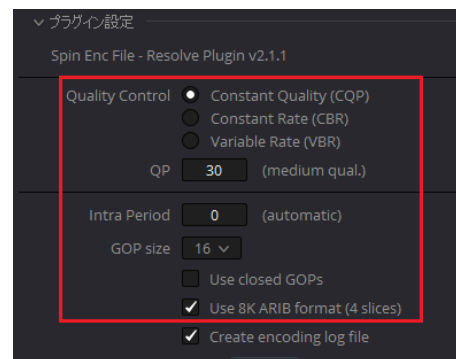 プラグイン設定
Spin Enc File - Resolve Plugin v2.1.1
Quality Control Constant Quality (CQP)
Constant Rate (CBR)
Variable Rate (VBR)
QP 30 (medium qual.)
Intra Period 0 (automatic)
GOP size 16
Use closed GOPs
Use 8K ARIB format (4 slices)
Create encoding log file